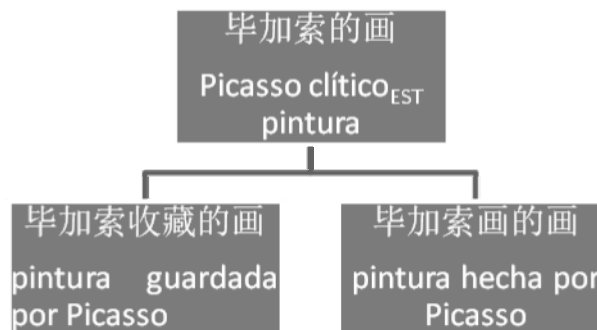 毕加索的画
Picasso clítico_EST
pintura
毕加索收藏的画
pintura guardada
por Picasso
毕加索画的画
pintura hecha por
Picasso